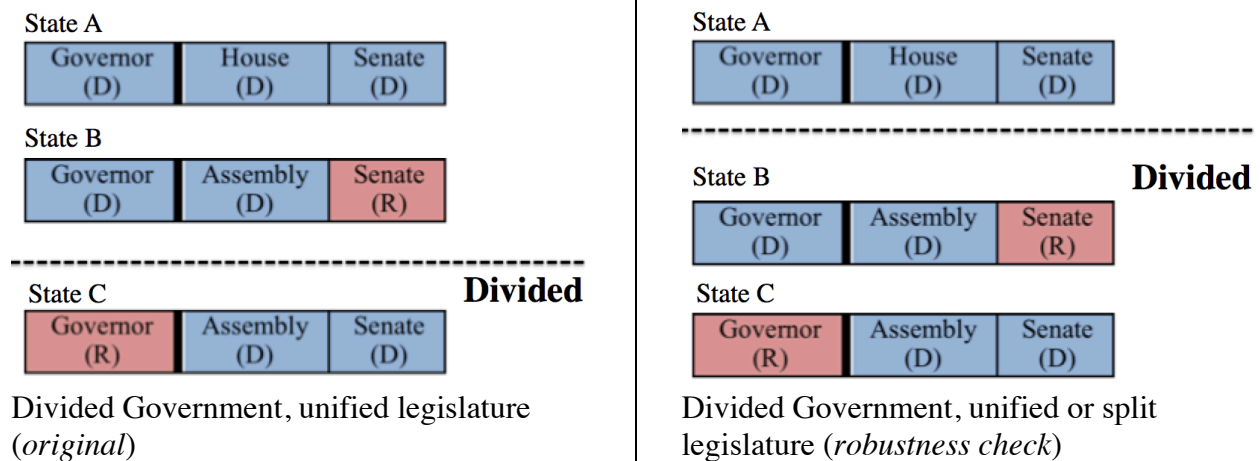 State A
Governor House Senate
(D) (D) (D)
State B
Governor Assembly Senate
(D) (D) (R)
Divided
State C
Governor Assembly Senate
(R) (D) (D)
Divided Government, unified legislature
(original)
State A
Governor House Senate
(D) (D) (D)
Divided
State B
Governor Assembly Senate
(D) (D) (R)
State C
Governor Assembly Senate
(R) (D) (D)
Divided Government, unified or split
legislature (robustness check)